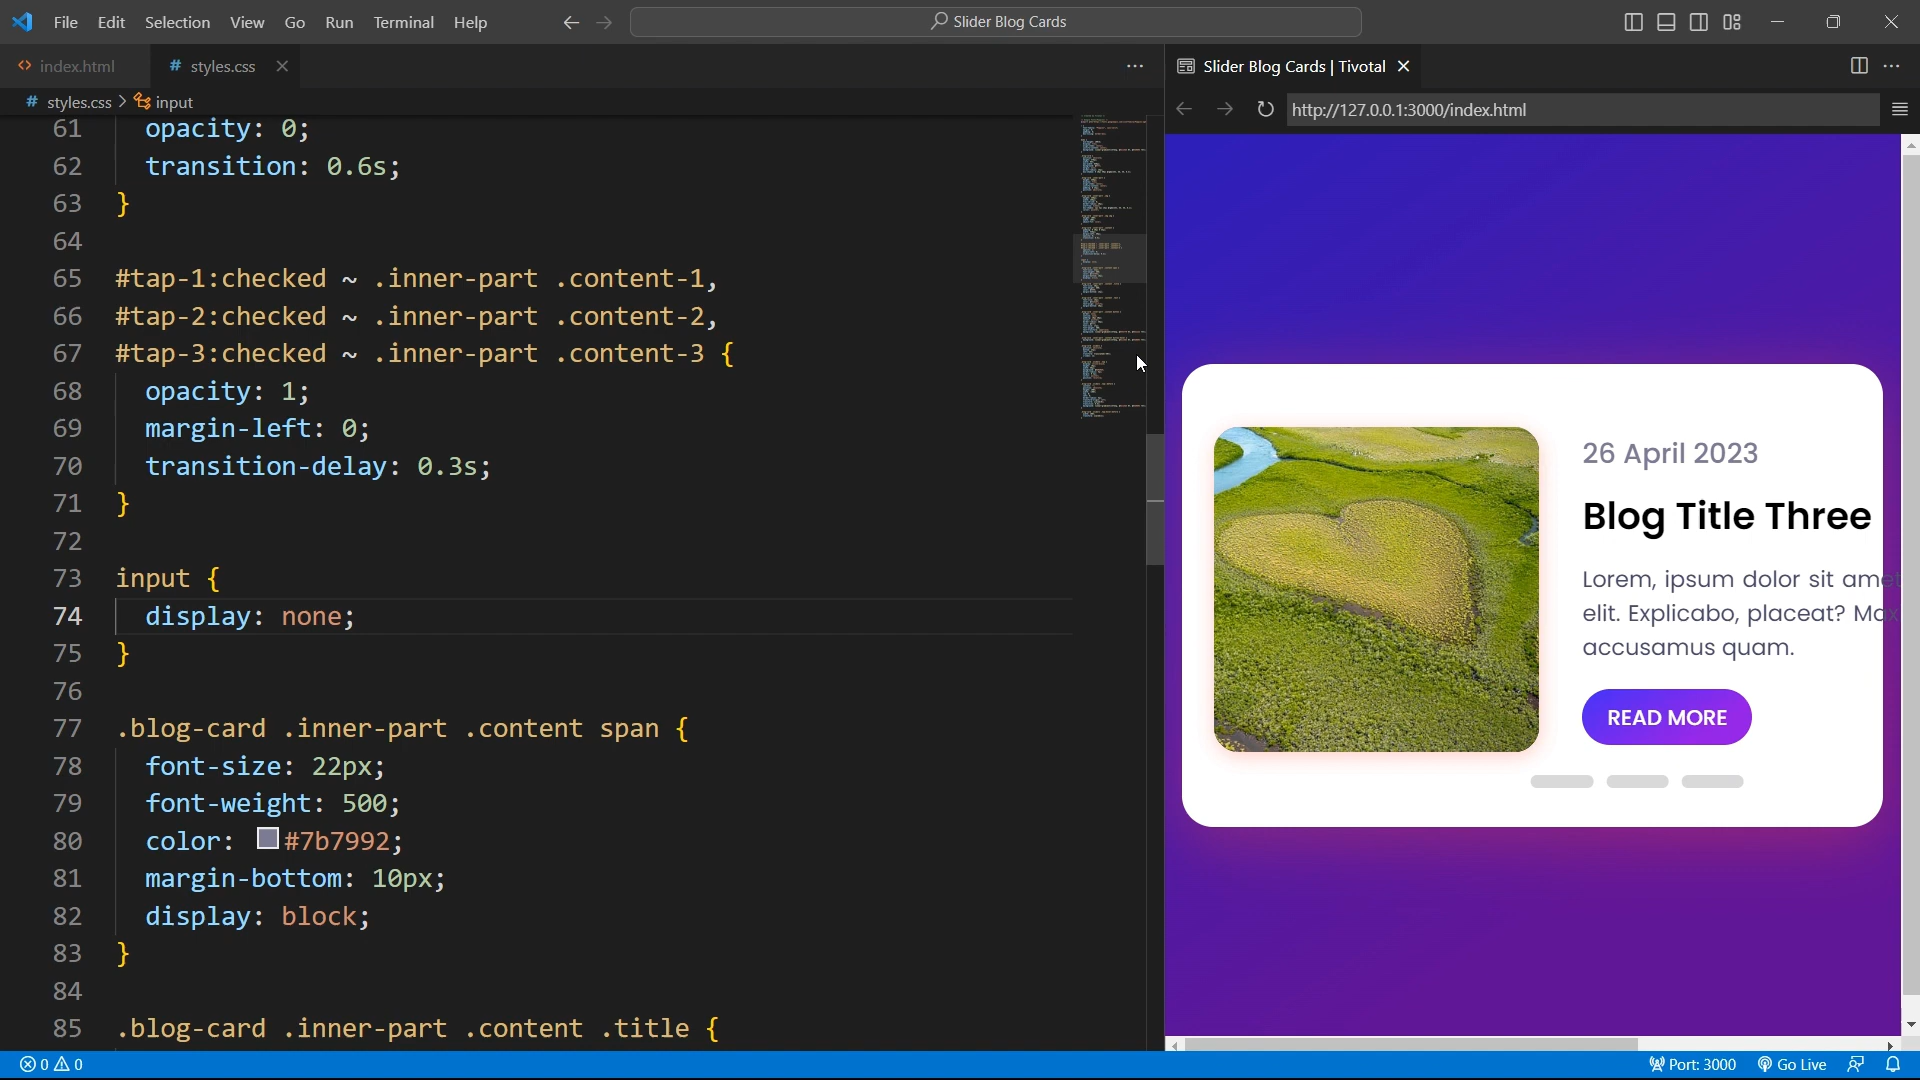 File Edit Selection View Go Run Terminal Help
Slider Blog Cards
index.html
# styles.css
Slider Blog Cards | Tivotal
# styles.css > input
http://127.0.0.1:3000/index.html
61 opacity: 0;
62 transition: 0.6s;
63 }
64
65 #tap-1:checked ~ .inner-part .content-1,
66 #tap-2:checked ~ .inner-part .content-2,
67 #tap-3:checked ~ .inner-part .content-3 {
68 opacity: 1;
69 margin-left: 0;
70 transition-delay: 0.3s;
71 }
72
73 input {
74 display: none;
75 }
76
77 .blog-card .inner-part .content span {
78 font-size: 22px;
79 font-weight: 500;
80 color: #7b7992;
81 margin-bottom: 10px;
82 display: block;
83 }
84
85 .blog-card .inner-part .content .title {
26 April 2023
Blog Title Three
Lorem, ipsum dolor sit amet
elit. Explicabo, placeat? Max
accusamus quam.
READ MORE
0 0
Port: 3000 Go Live